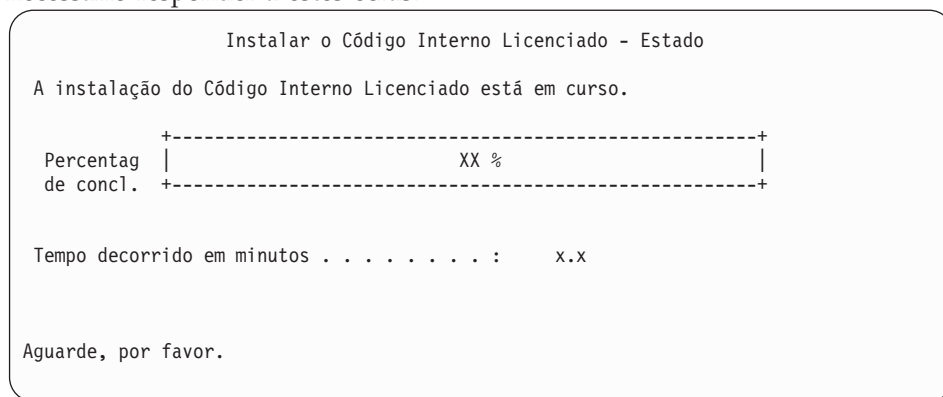 Instalar o Código Interno Licenciado - Estado
A instalação do Código Interno Licenciado está em curso.
+------------------------------------------------------+
Percentag | XX % |
de concl. +------------------------------------------------------+
Tempo decorrido em minutos . . . . . . . . : x.x
Aguarde, por favor.